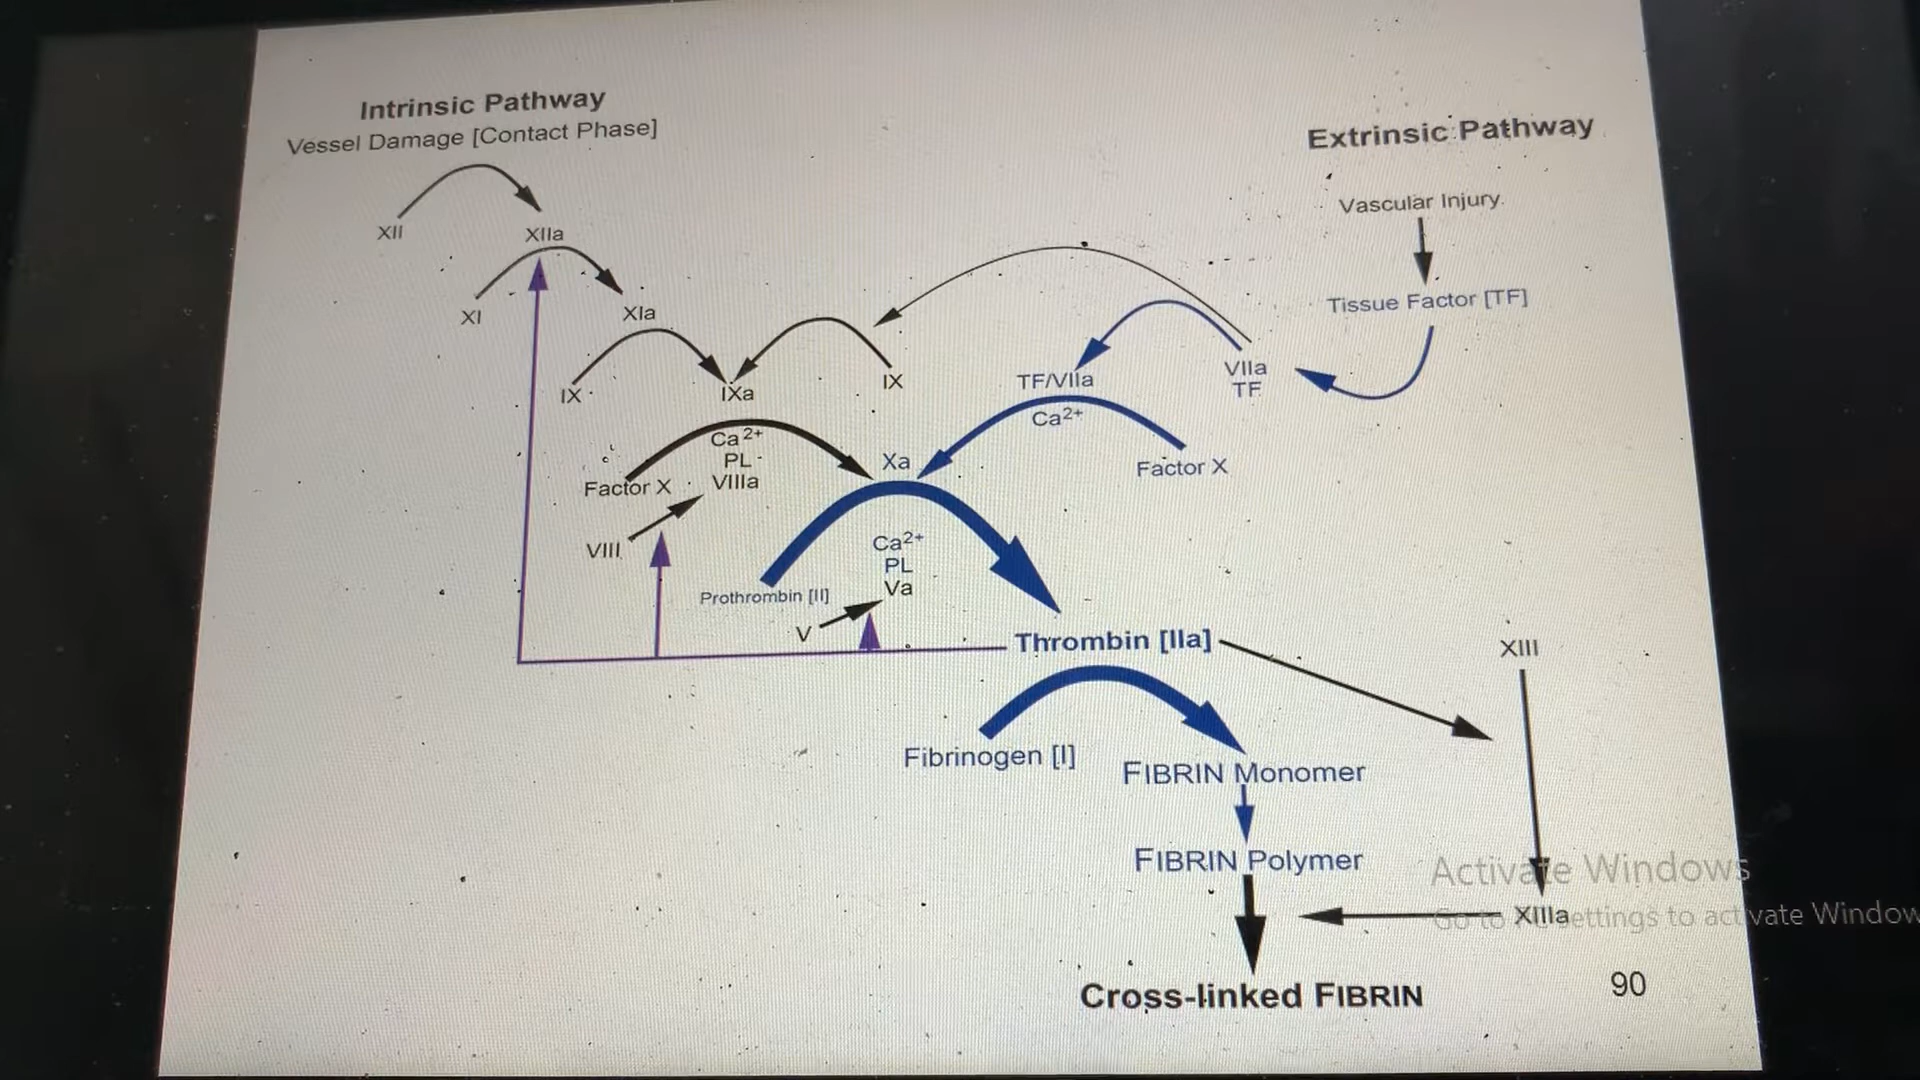 Intrinsic Pathway
Vessel Damage [Contact Phase]
Extrinsic Pathway
Vascular Injury
XII
XIIa
Tissue Factor [TF]
XI
XIa
VIIa
TF
IX
IXa
IX
TF/VIIa
Ca2+
Ca2+
PL
VIIIa
Xa
Factor X
Factor X
VIII
Ca2+
PL
Va
Prothrombin [II]
V
Thrombin [IIa]
XIII
Fibrinogen [I]
FIBRIN Monomer
FIBRIN Polymer
Activate Windows
Go to Settings to activate Window
XIIIa
90
Cross-linked FIBRIN